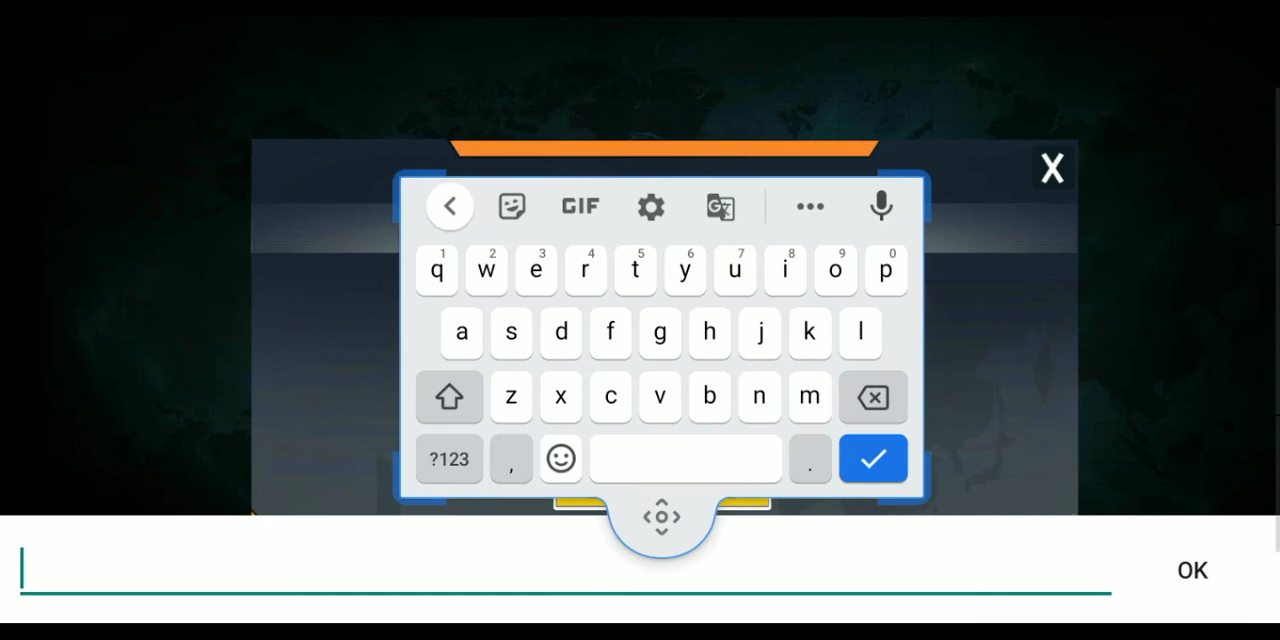 X
GIF
1 2 3 4 5 6 7 8 9 0
q w e r t y u i o p
a s d f g h j k l
z x c v b n m
?123 , .
OK